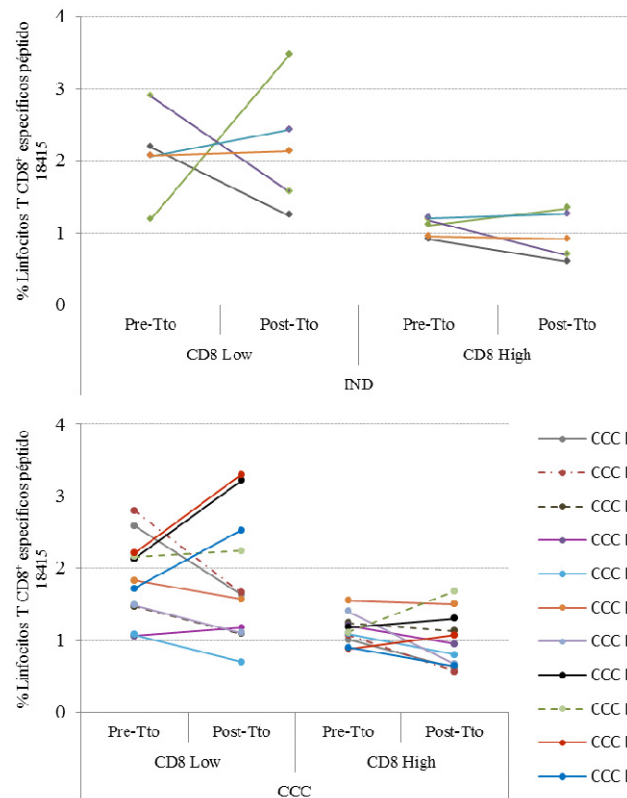 % Linfocitos T CD8⁺ específicos péptido
18415
4
3
2
1
0
Pre-Tto Post-Tto Pre-Tto Post-Tto
CD8 Low CD8 High
IND
% Linfocitos T CD8⁺ específicos péptido
18415
4
3
2
1
0
Pre-Tto Post-Tto Pre-Tto Post-Tto
CD8 Low CD8 High
CCC
CCC
CCC
CCC
CCC
CCC
CCC
CCC
CCC
CCC
CCC
CCC